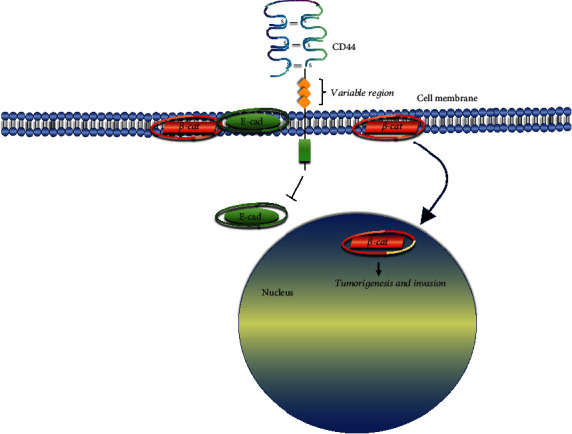 S = S
CD44
S = S
S = S
Variable region
Cell membrane
β-cat
E-cad
β-cat
E-cad
β-cat
Nucleus
Tumorigenesis and invasion